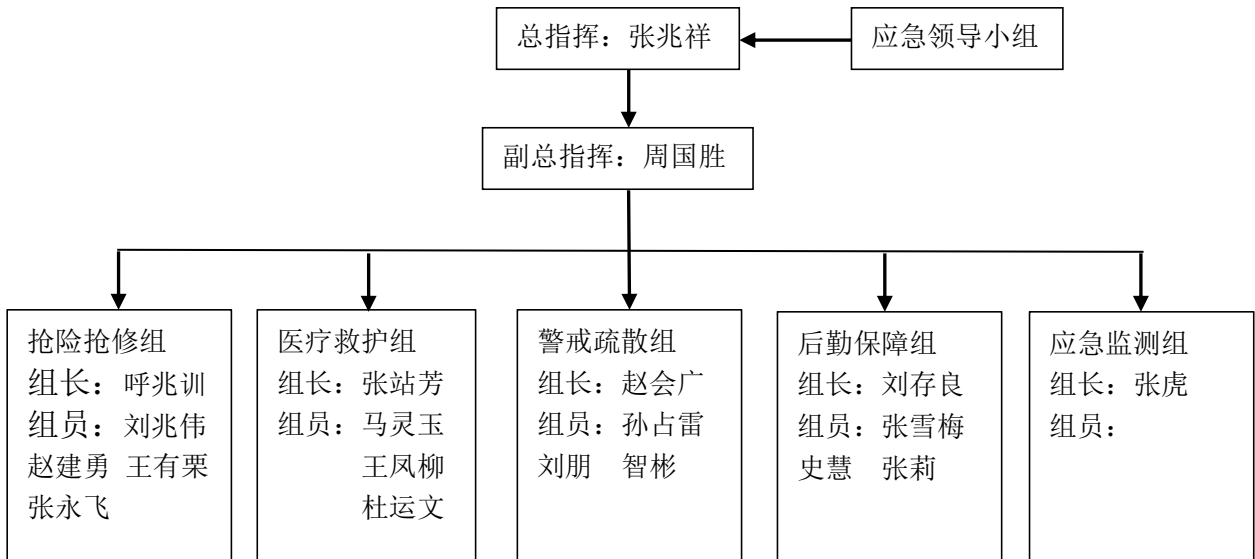 总指挥：张兆祥
应急领导小组
副总指挥：周国胜
抢险抢修组
组长：呼兆训
组员：刘兆伟
赵建勇 王有栗
张永飞
医疗救护组
组长：张站芳
组员：马灵玉
王凤柳
杜运文
警戒疏散组
组长：赵会广
组员：孙占雷
刘朋 智彬
后勤保障组
组长：刘存良
组员：张雪梅
史慧 张莉
应急监测组
组长：张虎
组员：